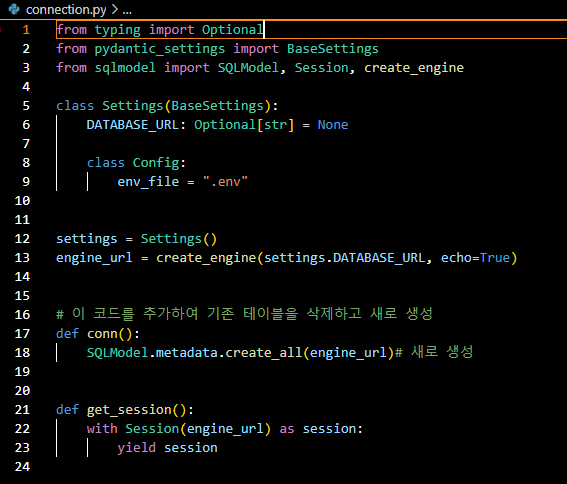 connection.py > ...
1 from typing import Optional
2 from pydantic_settings import BaseSettings
3 from sqlmodel import SQLModel, Session, create_engine
4
5 class Settings(BaseSettings):
6     DATABASE_URL: Optional[str] = None
7
8     class Config:
9         env_file = ".env"
10
11
12 settings = Settings()
13 engine_url = create_engine(settings.DATABASE_URL, echo=True)
14
15
16 # 이 코드를 추가하여 기존 테이블을 삭제하고 새로 생성
17 def conn():
18     SQLModel.metadata.create_all(engine_url)# 새로 생성
19
20
21 def get_session():
22     with Session(engine_url) as session:
23         yield session
24